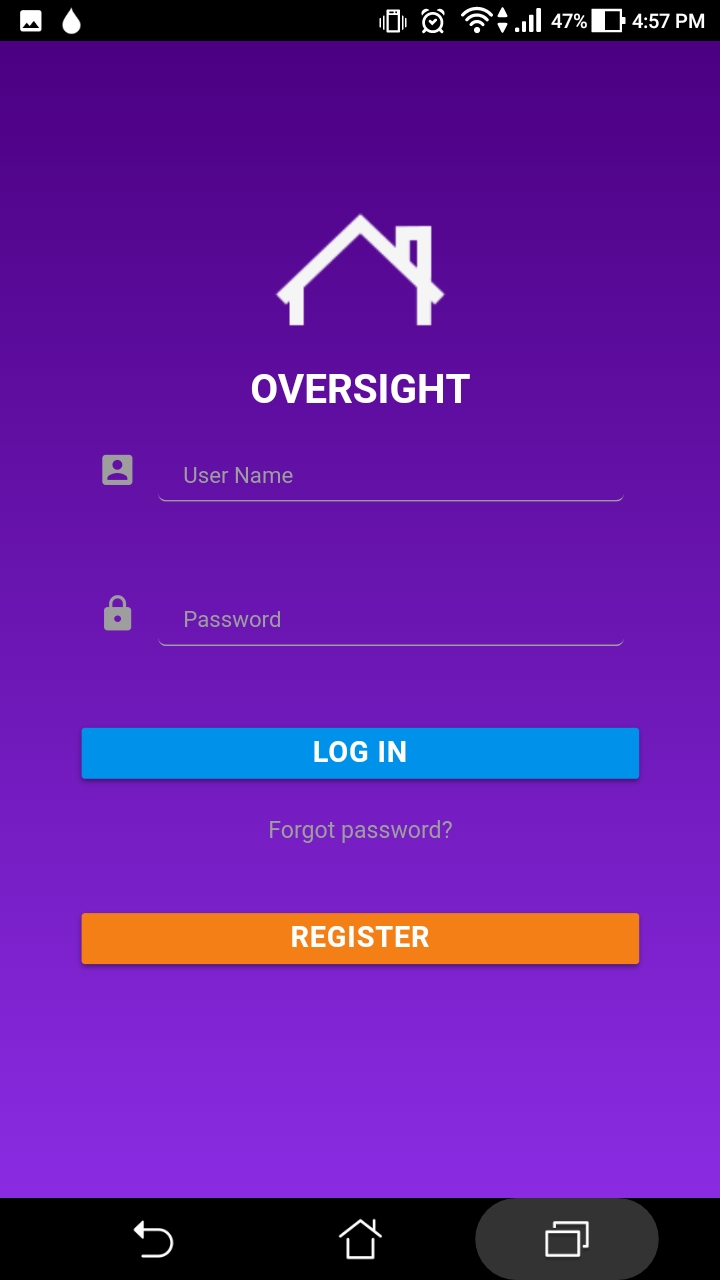 47% 4:57 PM
OVERSIGHT
User Name
Password
LOG IN
Forgot password?
REGISTER